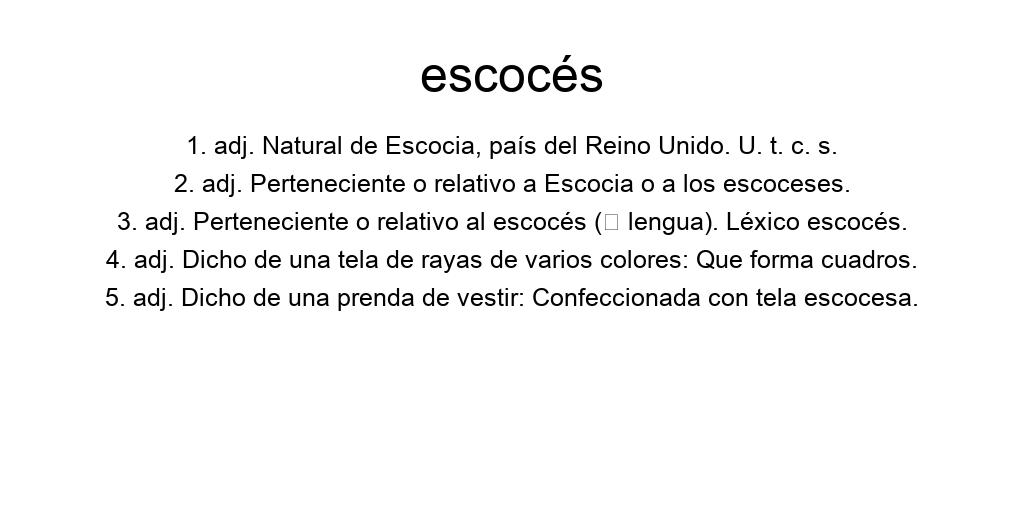 escocés
1. adj. Natural de Escocia, país del Reino Unido. U. t. c. s.
2. adj. Perteneciente o relativo a Escocia o a los escoceses.
3. adj. Perteneciente o relativo al escocés (□ lengua). Léxico escocés.
4. adj. Dicho de una tela de rayas de varios colores: Que forma cuadros.
5. adj. Dicho de una prenda de vestir: Confeccionada con tela escocesa.